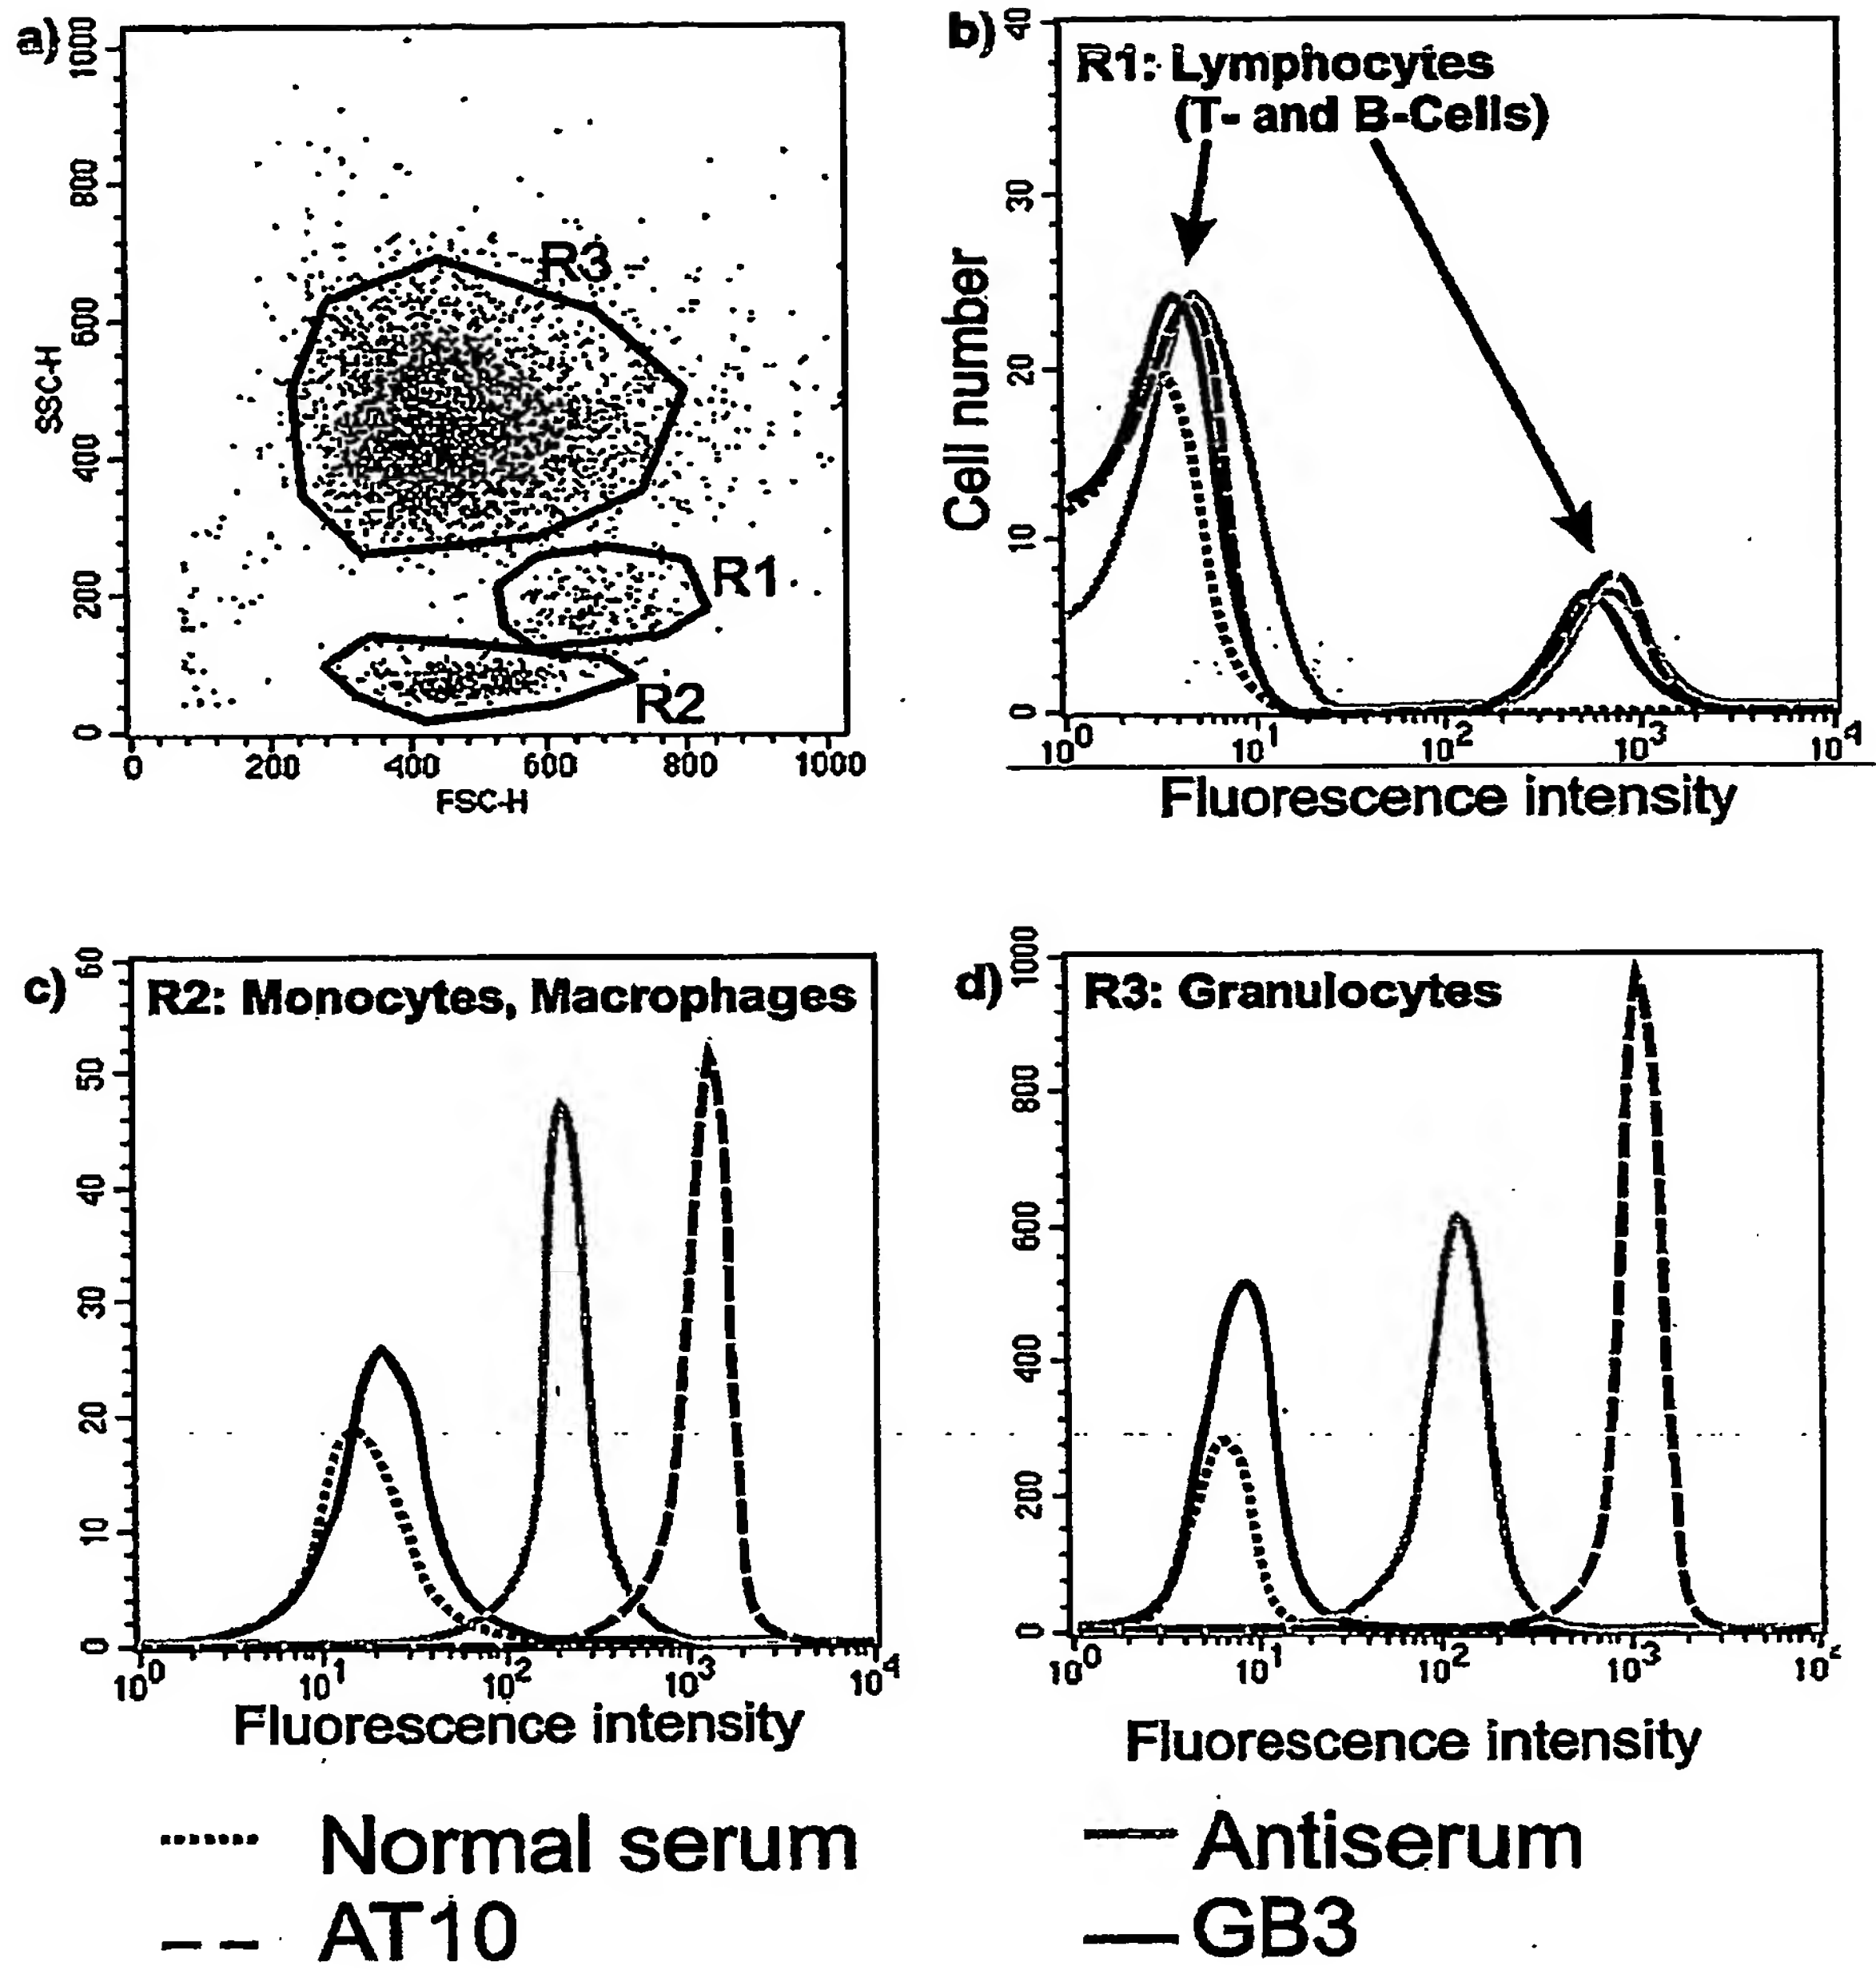 a)
1000
800
600
400
200
0
SSC-H
R3
R1
R2
0 200 400 600 800 1000
FSC-H
b)
R1: Lymphocytes
(T- and B-Cells)
40
30
20
10
0
Cell number
10⁰ 10¹ 10² 10³ 10⁴
Fluorescence intensity
c)
R2: Monocytes, Macrophages
60
50
40
30
20
10
0
10⁰ 10¹ 10² 10³ 10⁴
Fluorescence intensity
d)
R3: Granulocytes
1000
800
600
400
200
0
10⁰ 10¹ 10² 10³
Fluorescence intensity
Normal serum
AT10
Antiserum
GB3